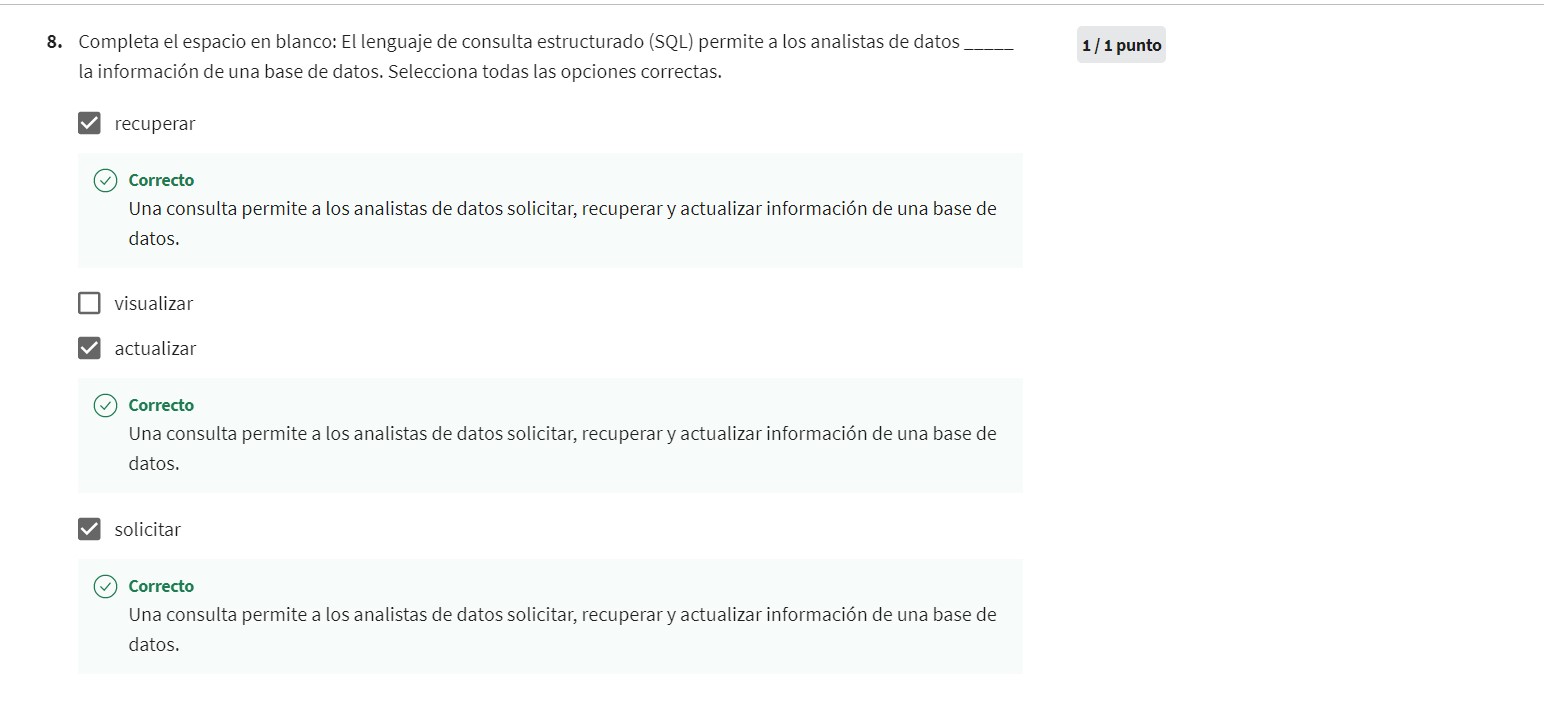 8. Completa el espacio en blanco: El lenguaje de consulta estructurado (SQL) permite a los analistas de datos _____
1 / 1 punto
la información de una base de datos. Selecciona todas las opciones correctas.
recuperar
Correcto
Una consulta permite a los analistas de datos solicitar, recuperar y actualizar información de una base de
datos.
visualizar
actualizar
Correcto
Una consulta permite a los analistas de datos solicitar, recuperar y actualizar información de una base de
datos.
solicitar
Correcto
Una consulta permite a los analistas de datos solicitar, recuperar y actualizar información de una base de
datos.